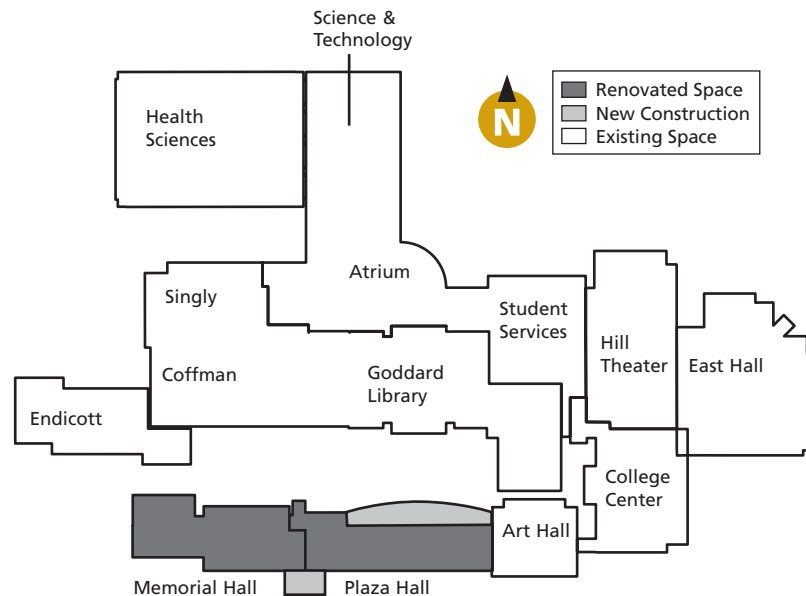 Science &
Technology
Health
Sciences
N
Renovated Space
New Construction
Existing Space
Singly
Atrium
Student
Services
Hill
Theater
East Hall
Coffman
Goddard
Library
Endicott
College
Center
Art Hall
Memorial Hall
Plaza Hall